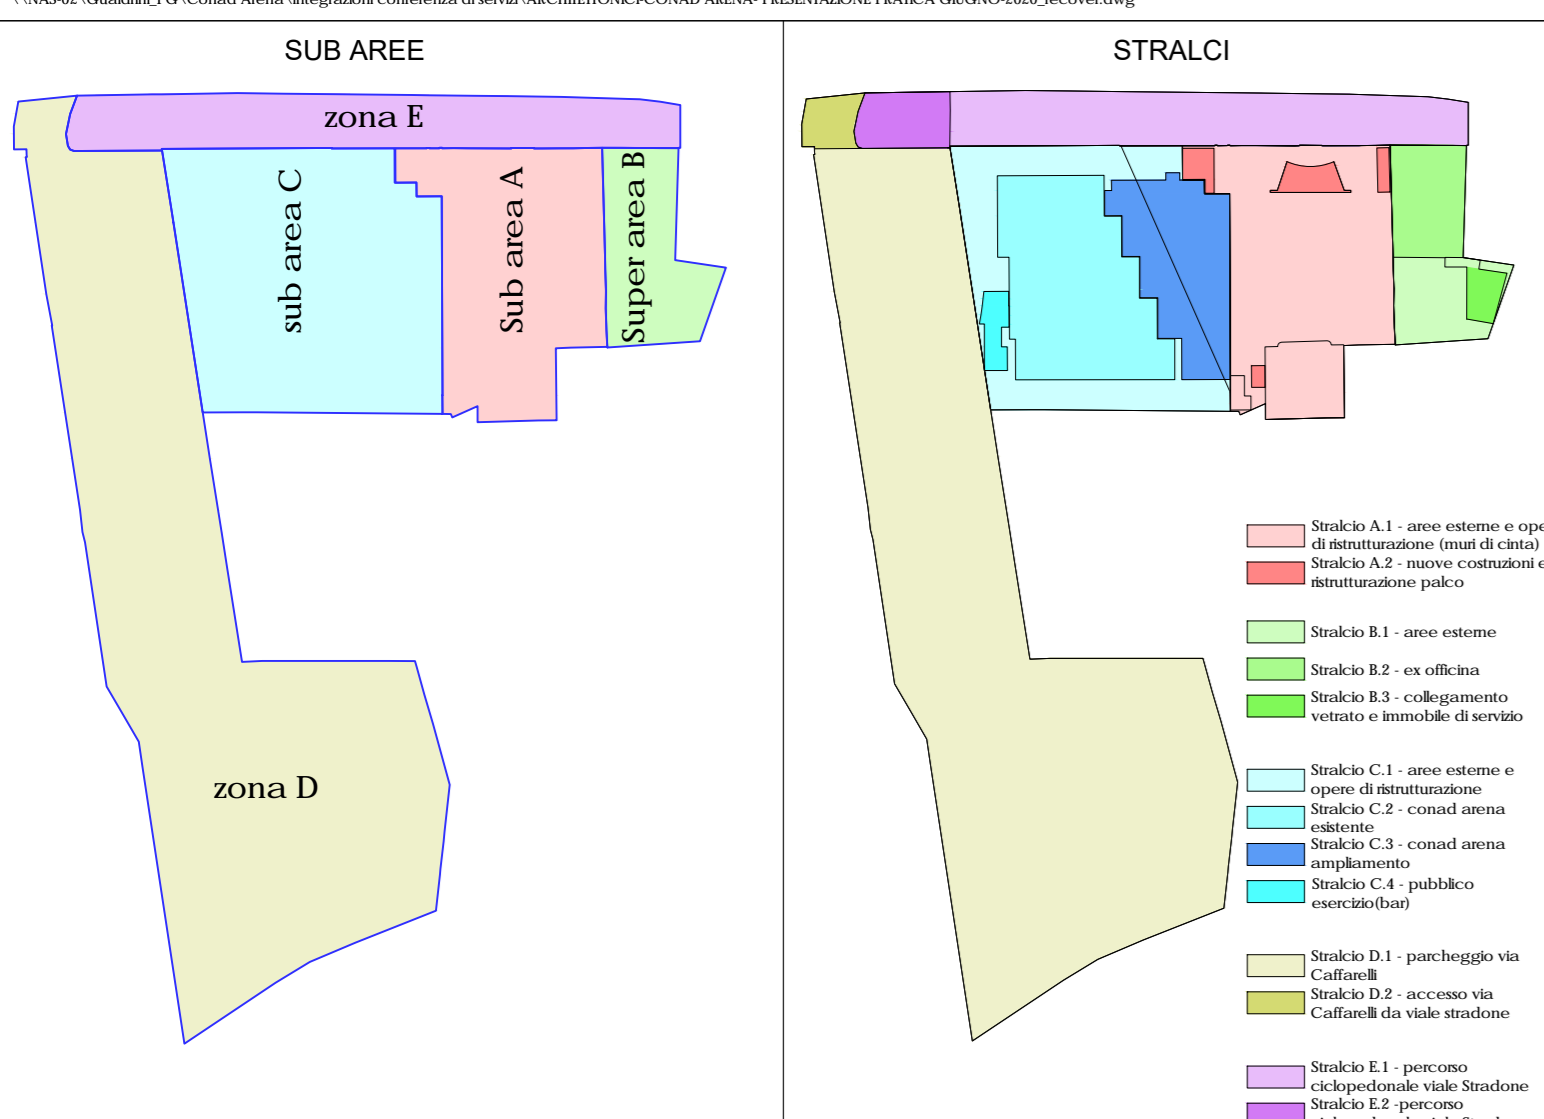 SUB AREE
STRALCI
zona E
sub area C
Sub area A
Super area B
zona D
Stralcio A.1 - aree esterne e ope
di ristrutturazione (muri di cinta)
Stralcio A.2 - nuove costruzioni e
ristrutturazione palco
Stralcio B.1 - aree esterne
Stralcio B.2 - ex officina
Stralcio B.3 - collegamento
vetrato e immobile di servizio
Stralcio C.1 - aree esterne e
opere di ristrutturazione
Stralcio C.2 - conad arena
esistente
Stralcio C.3 - conad arena
ampliamento
Stralcio C.4 - pubblico
esercizio(bar)
Stralcio D.1 - parcheggio via
Caffarelli
Stralcio D.2 - accesso via
Caffarelli da viale stradone
Stralcio E.1 - percorso
ciclopedonale viale Stradone
Stralcio E.2 -percorso